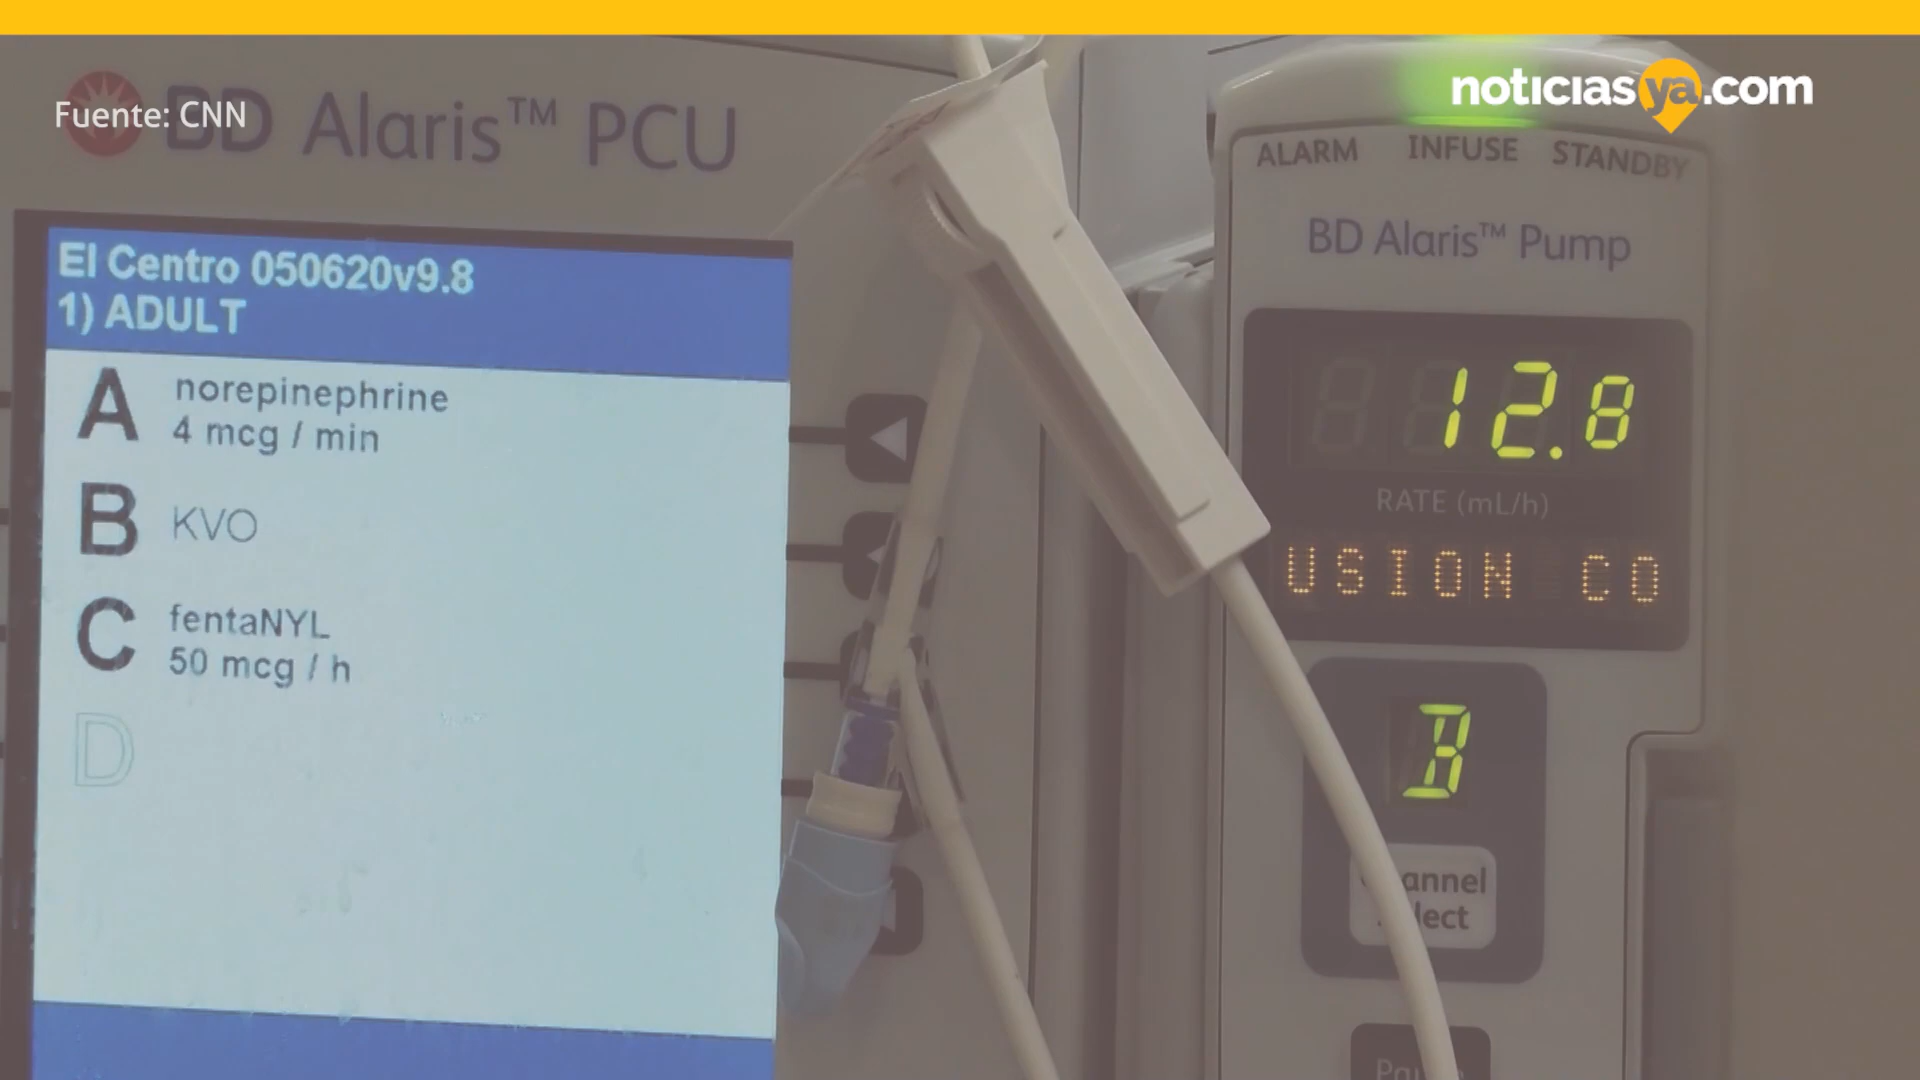 Fuente: CNN
noticiasya.com
BD Alaris™ PCU
El Centro 050620v9.8
1) ADULT
A norepinephrine
4 mcg / min
B KVO
C fentaNYL
50 mcg / h
D
ALARM INFUSE STANDBY
BD Alaris™ Pump
12.8
RATE (mL/h)
USION CO
B